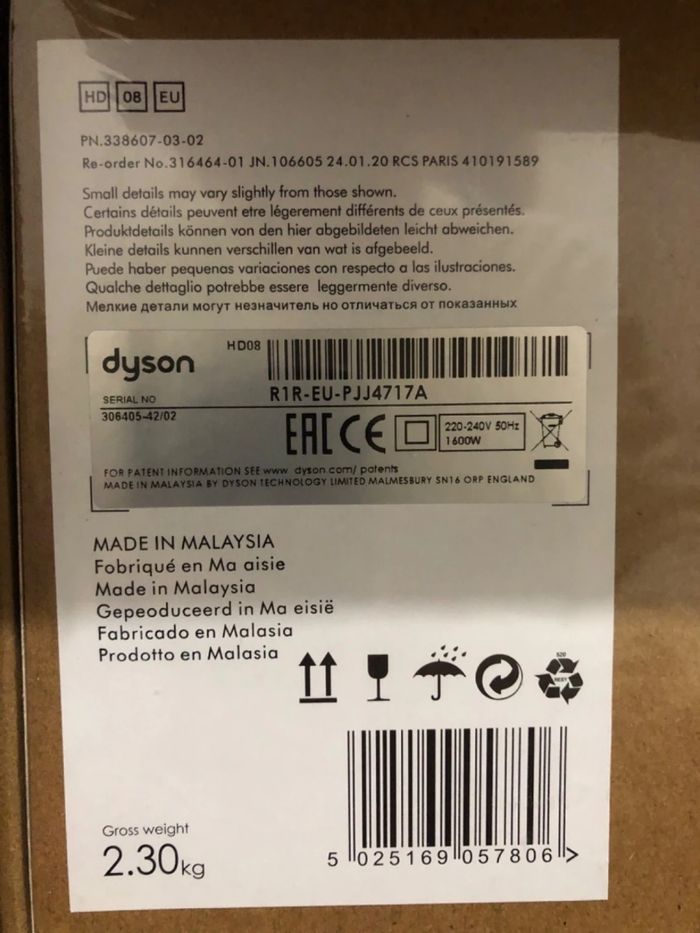 HD 08 EU
PN.338607-03-02
Re-order No.316464-01 JN.106605 24.01.20 RCS PARIS 410191589
Small details may vary slightly from those shown.
Certains détails peuvent etre légerement différents de ceux présentés.
Produktdetails können von den hier abgebildeten leicht abweichen.
Kleine details kunnen verschillen van wat is afgebeeld.
Puede haber pequenas variaciones con respecto a las ilustraciones.
Qualche dettaglio potrebbe essere leggermente diverso.
Мелкие детали могут незначитель но отличаться от показанных
dyson HD08
SERIAL NO R1R-EU-PJJ4717A
306405-42/02
EAC CE 220-240V 50Hz
1600W
FOR PATENT INFORMATION SEE www dyson.com/ patents
MADE IN MALAYSIA BY DYSON TECHNOLOGY LIMITED MALMESBURY SN16 ORP ENGLAND
MADE IN MALAYSIA
Fabriqué en Ma aisie
Made in Malaysia
Gepeoduceerd in Ma eisië
Fabricado en Malasia
Prodotto en Malasia
520
RESY
Gross weight
2.30kg
5 025169 057806 >